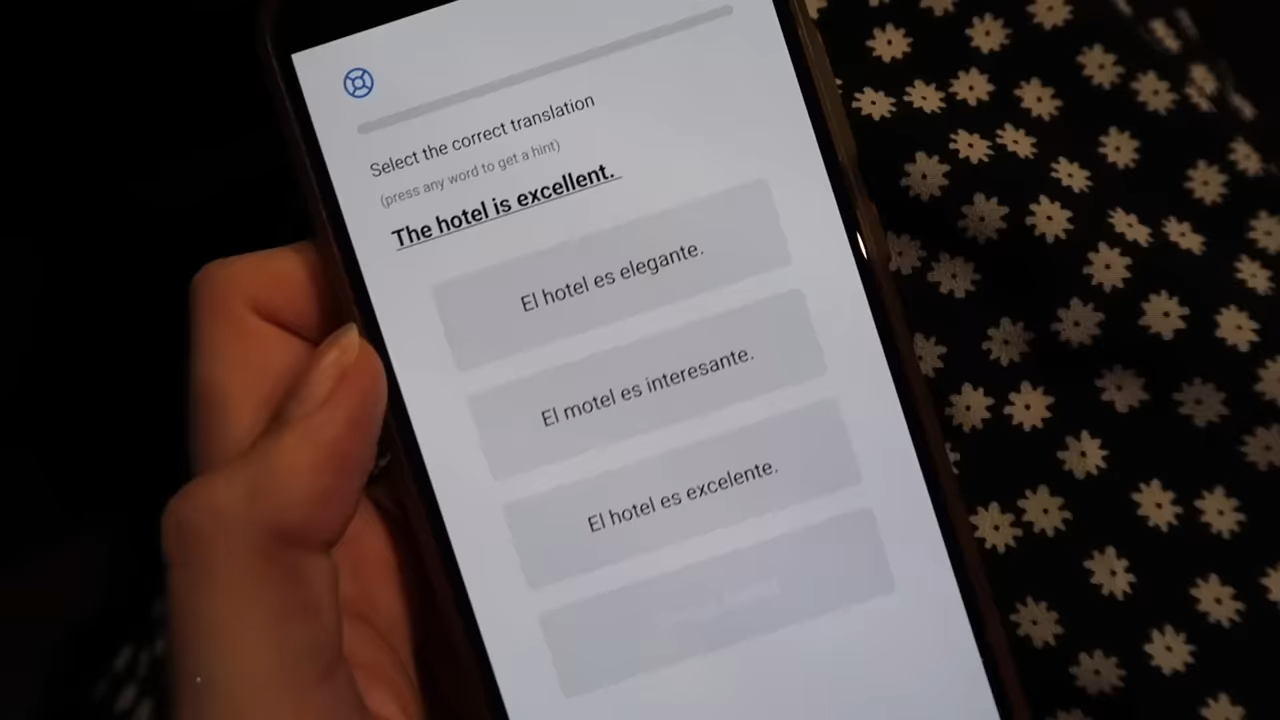 Select the correct translation
(press any word to get a hint)
The hotel is excellent.
El hotel es elegante.
El motel es interesante.
El hotel es excelente.